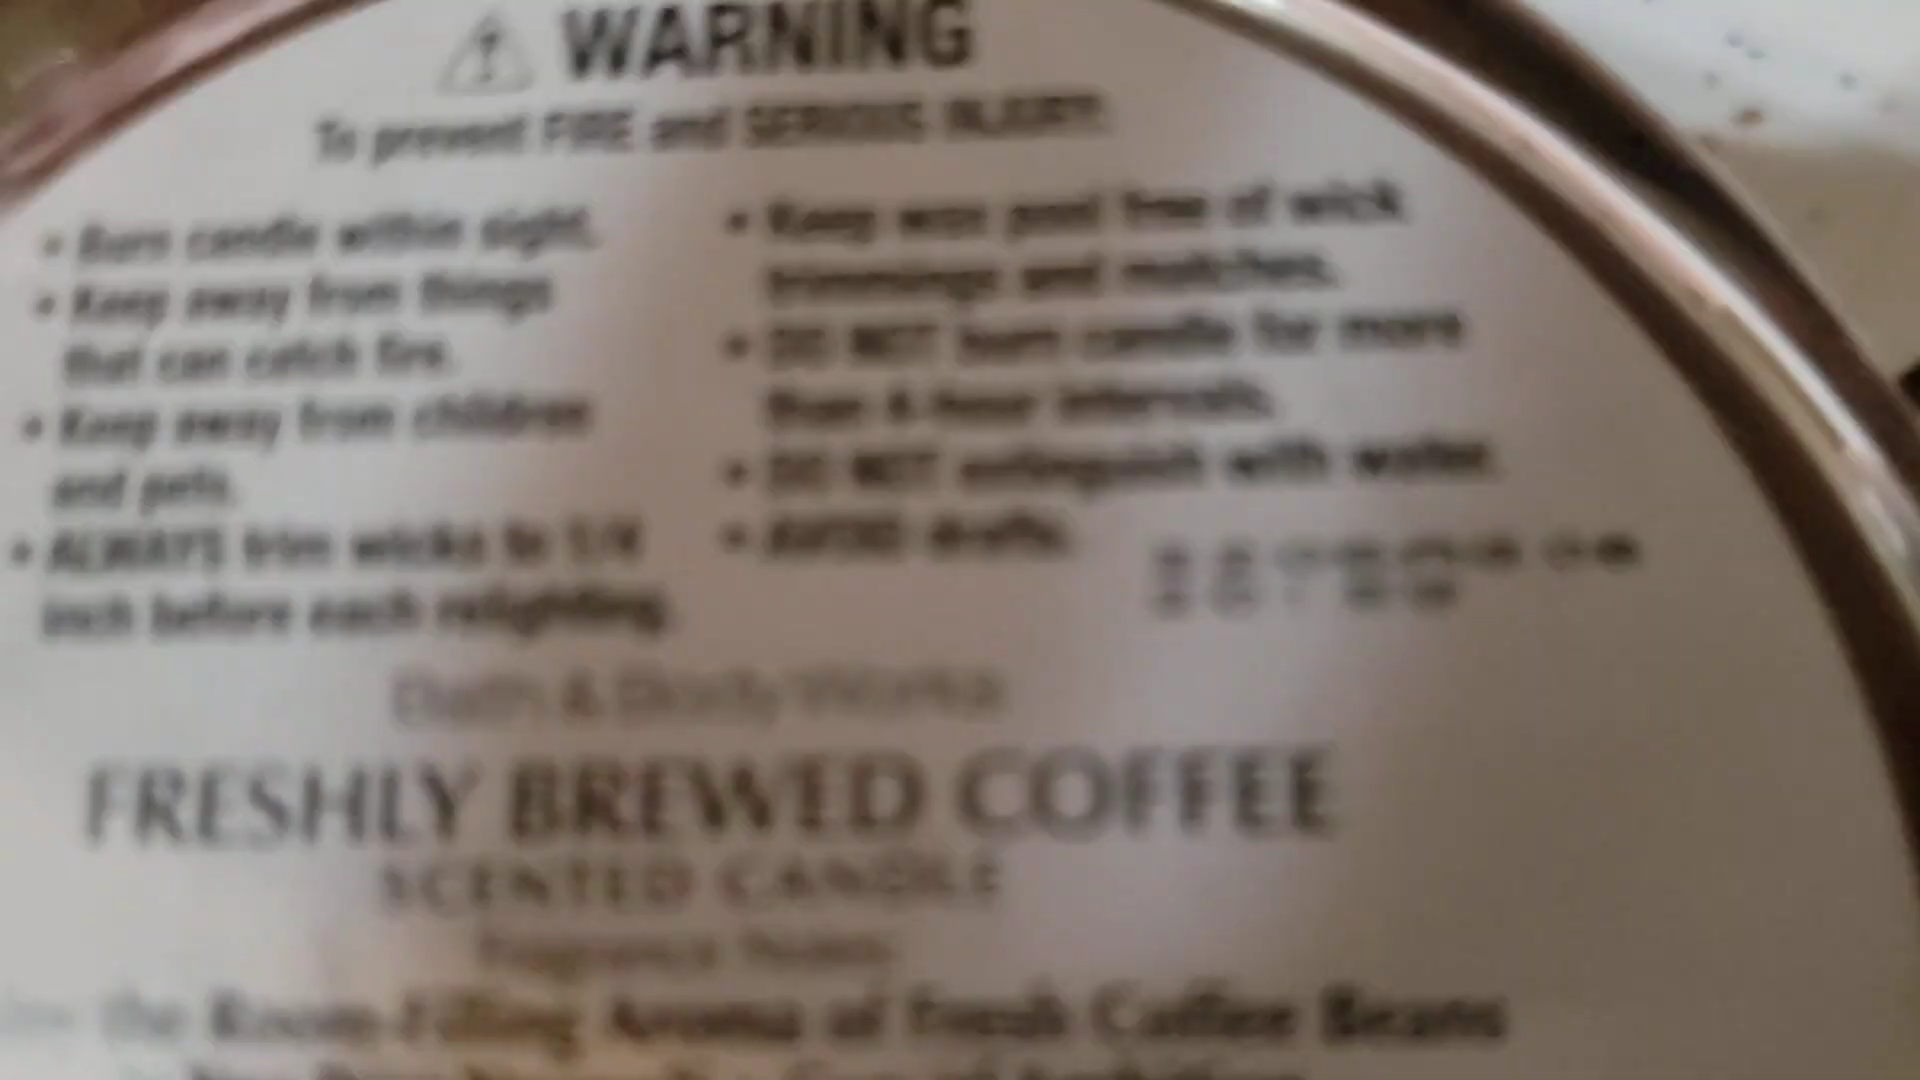 WARNING
To prevent FIRE and SERIOUS INJURY:
• Burn candle within sight.
• Keep away from things
that can catch fire.
• Keep away from children
and pets.
• ALWAYS trim wicks to 1/4
inch before each relighting.
• Keep wax pool free of wick
trimmings and matches.
• DO NOT burn candle for more
than 4-hour intervals.
• DO NOT extinguish with water.
• AVOID drafts.
Bath & Body Works
FRESHLY BREWED COFFEE
SCENTED CANDLE
Fragrance Notes
the Room-Filling Aroma of Fresh Coffee Beans